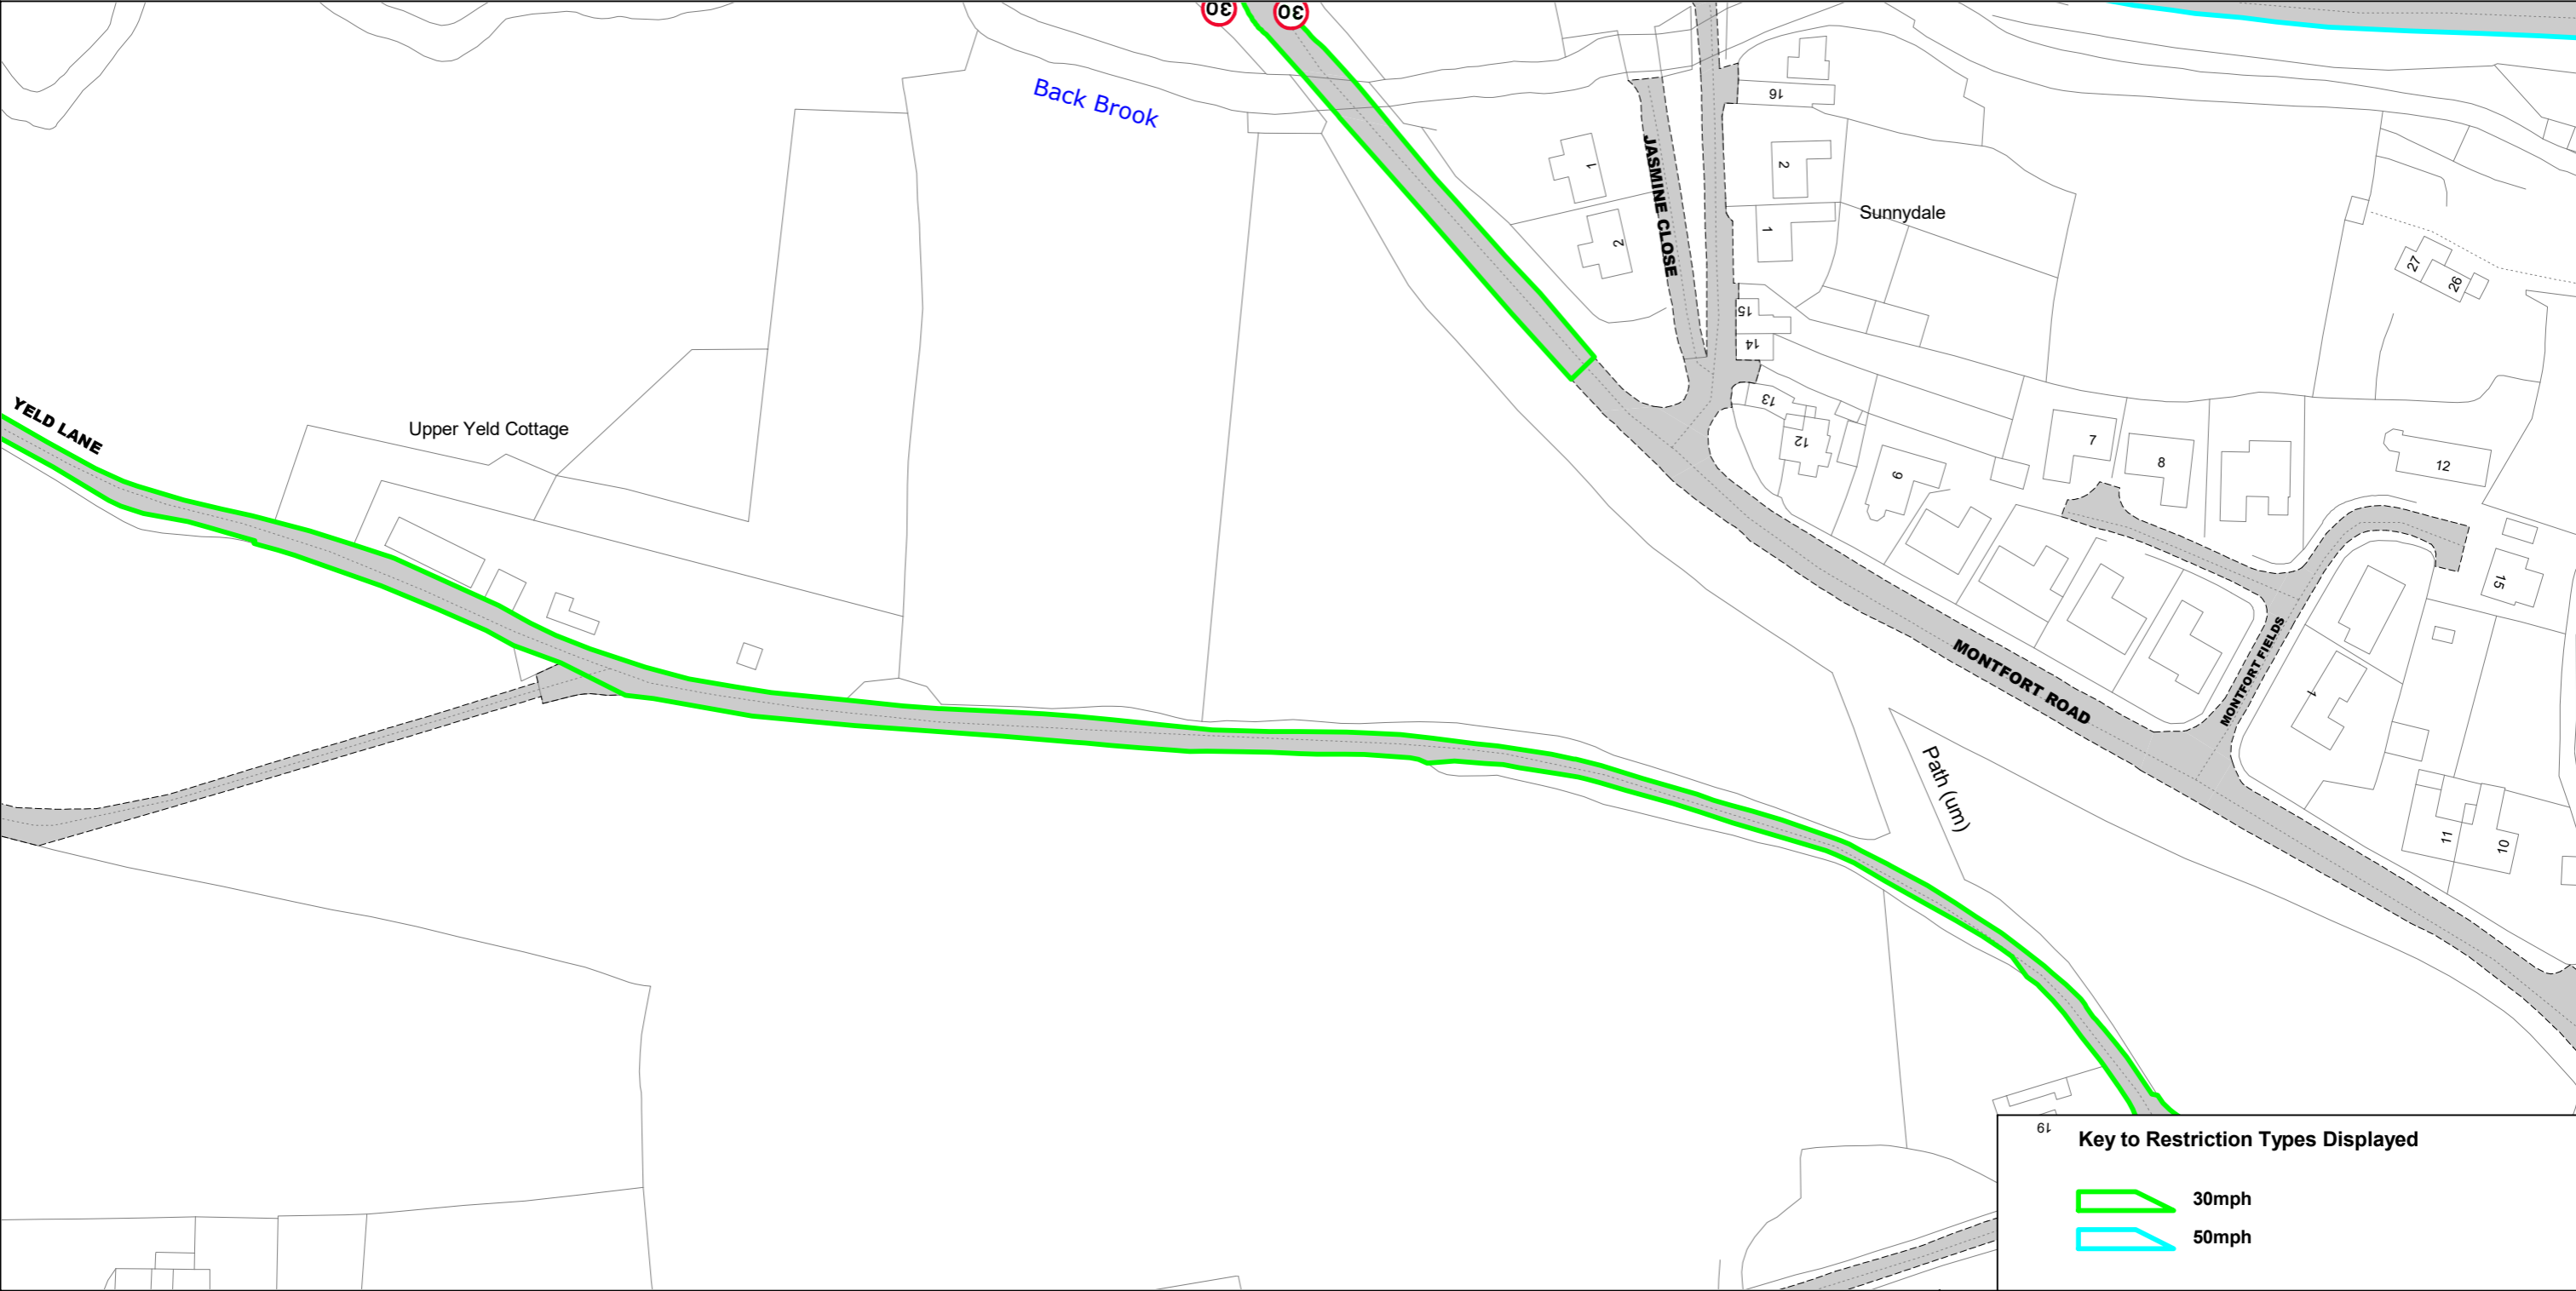 30
30
Back Brook
16
JASMINE CLOSE
1
2
2
Sunnydale
1
27
26
15
14
YELD LANE
Upper Yeld Cottage
13
12
9
7
8
12
15
MONTFORT ROAD
MONTFORT FIELDS
1
Path (um)
11
10
19
Key to Restriction Types Displayed
30mph
50mph